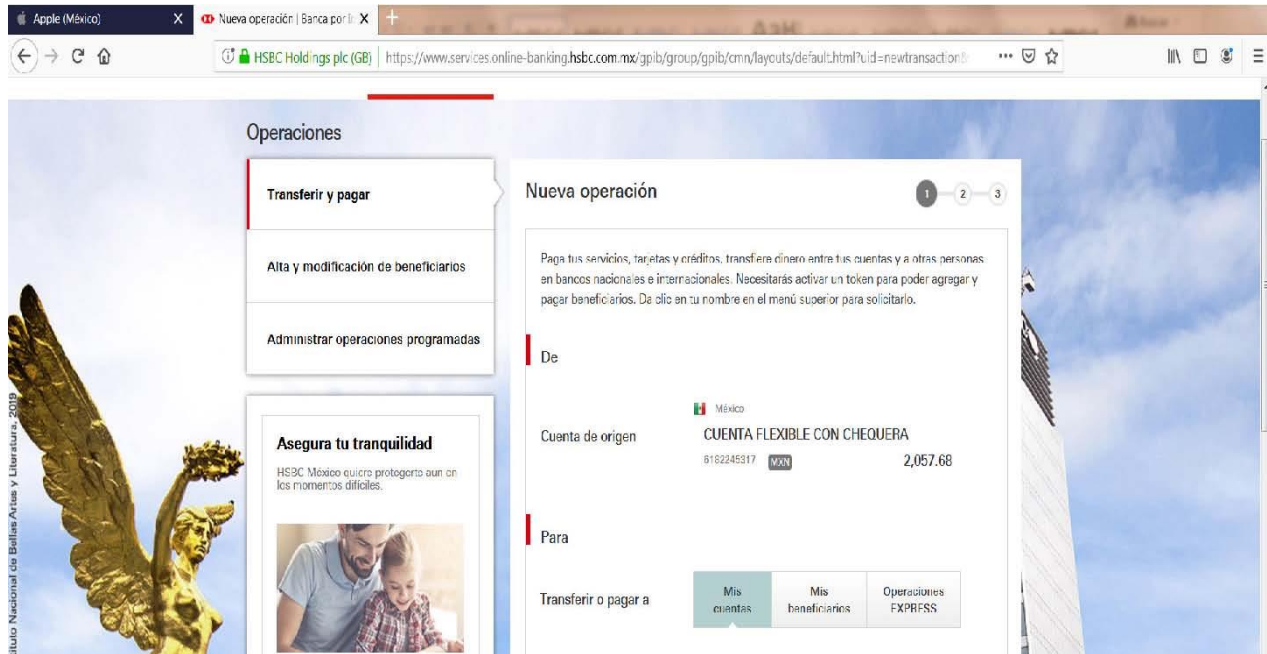 Apple (México) X Nueva operación | Banca por In X +
HSBC Holdings plc (GB) https://www.services.online-banking.hsbc.com.mx/gpib/group/gpib/cmn/layouts/default.html?uid=newtransaction
Operaciones
Transferir y pagar
Alta y modificación de beneficiarios
Administrar operaciones programadas
Asegura tu tranquilidad
HSBC México quiere protegerte aun en
los momentos difíciles.
Nueva operación
1 2 3
Paga tus servicios, tarjetas y créditos, transfiere dinero entre tus cuentas y a otras personas
en bancos nacionales e internacionales. Necesitarás activar un token para poder agregar y
pagar beneficiarios. Da clic en tu nombre en el menú superior para solicitarlo.
De
México
Cuenta de origen CUENTA FLEXIBLE CON CHEQUERA
6182245317 MXN 2,057.68
Para
Transferir o pagar a
Mis
cuentas
Mis
beneficiarios
Operaciones
EXPRESS
ituto Nacional de Bellas Artes y Literatura, 2019